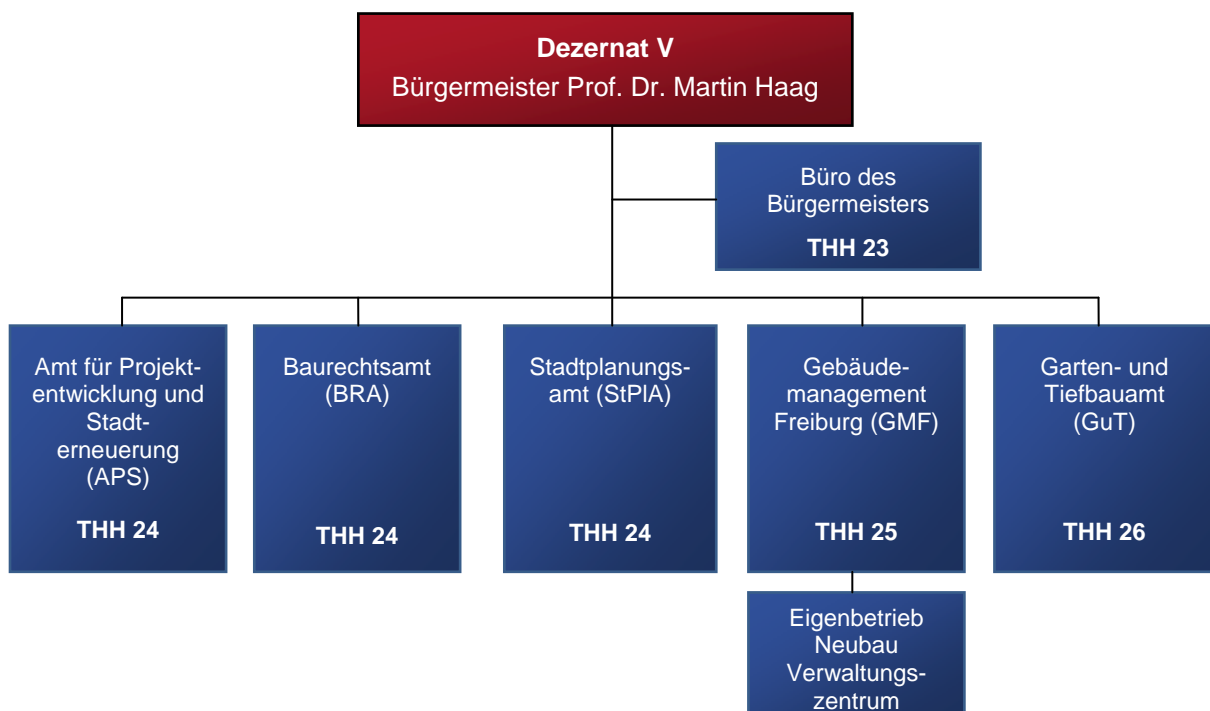 Dezernat V
Bürgermeister Prof. Dr. Martin Haag
Büro des
Bürgermeisters
THH 23
Amt für Projekt-
entwicklung und
Stadt-
erneuerung
(APS)
THH 24
Baurechtsamt
(BRA)
THH 24
Stadtplanungs-
amt (StPlA)
THH 24
Gebäude-
management
Freiburg (GMF)
THH 25
Garten- und
Tiefbauamt
(GuT)
THH 26
Eigenbetrieb
Neubau
Verwaltungs-
zentrum